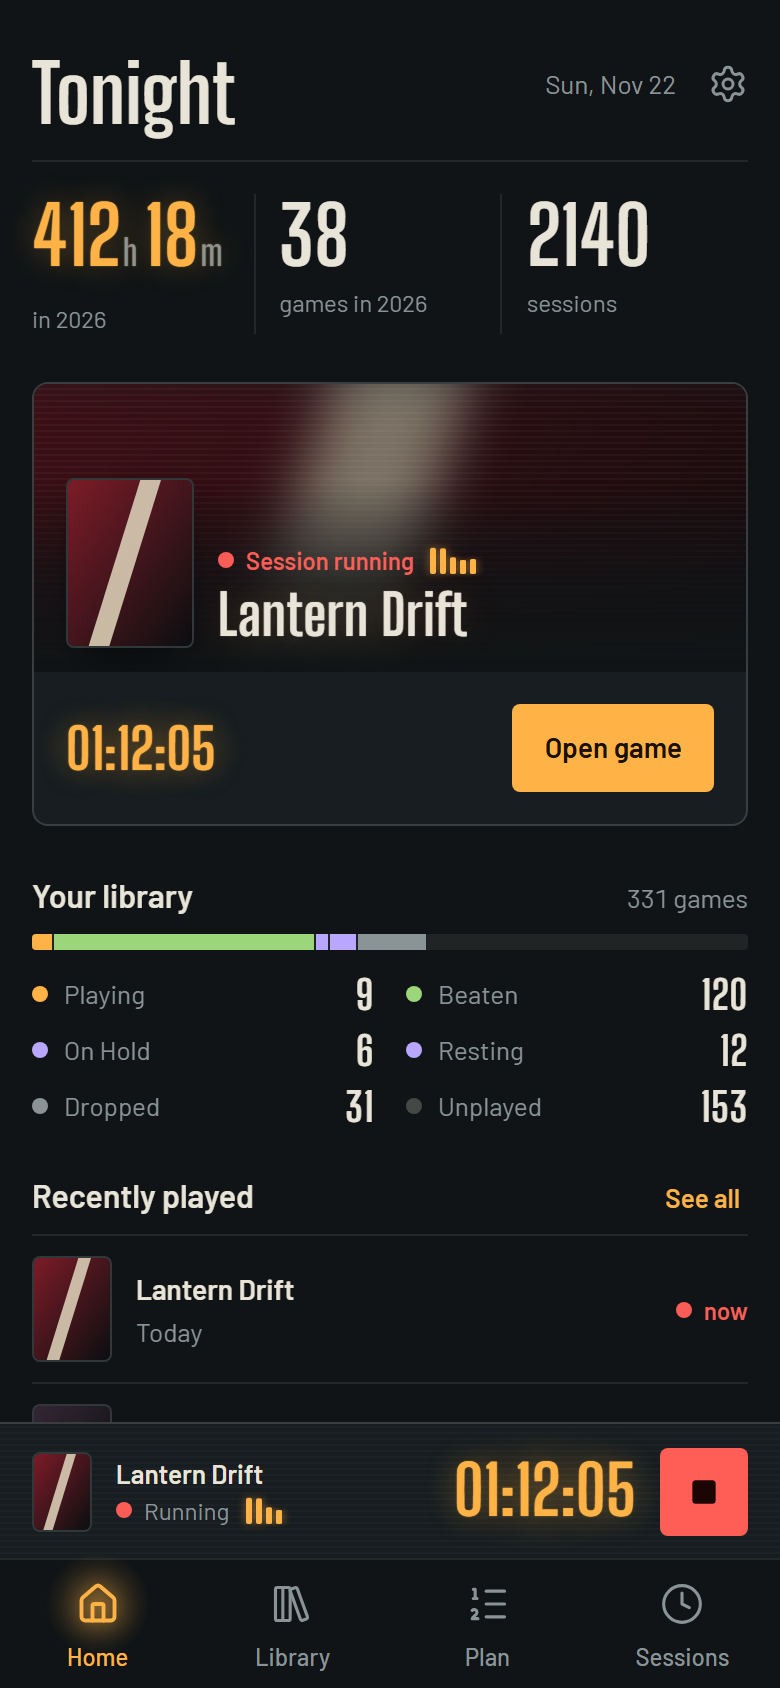 Tonight
Sun, Nov 22
412h 18m
in 2026
38
games in 2026
2140
sessions
Session running
Lantern Drift
01:12:05
Open game
Your library
331 games
Playing 9
Beaten 120
On Hold 6
Resting 12
Dropped 31
Unplayed 153
Recently played
See all
Lantern Drift
Today
now
Lantern Drift
Running
01:12:05
Home
Library
Plan
Sessions